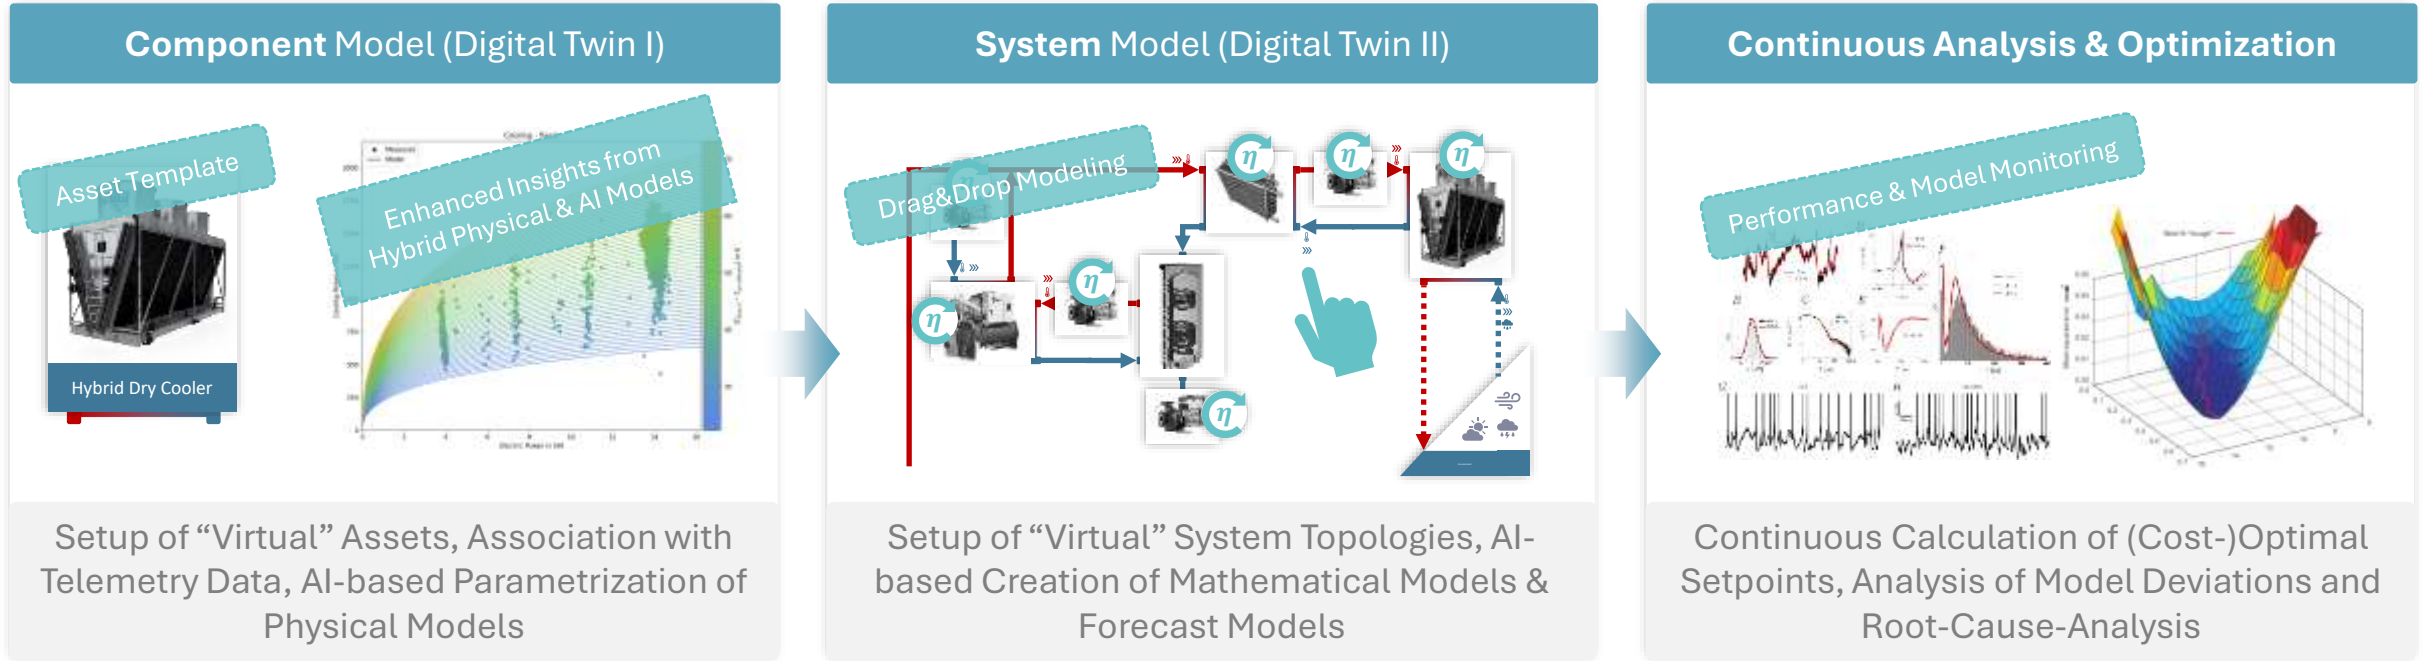 Component Model (Digital Twin I)
Asset Template
Enhanced Insights from
Hybrid Physical & AI Models
Measured
Model
Hybrid Dry Cooler
Setup of “Virtual” Assets, Association with
Telemetry Data, AI-based Parametrization of
Physical Models
System Model (Digital Twin II)
Drag&Drop Modeling
η
η
η
η
η
η
Setup of “Virtual” System Topologies, AI-
based Creation of Mathematical Models &
Forecast Models
Continuous Analysis & Optimization
Performance & Model Monitoring
Continuous Calculation of (Cost-)Optimal
Setpoints, Analysis of Model Deviations and
Root-Cause-Analysis